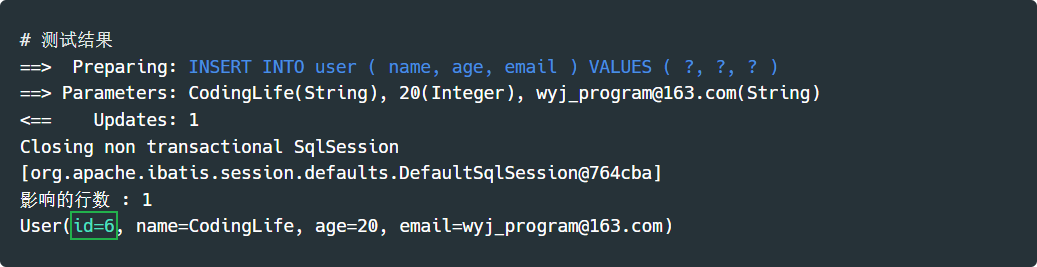 # 测试结果
==>  Preparing: INSERT INTO user ( name, age, email ) VALUES ( ?, ?, ? )
==> Parameters: CodingLife(String), 20(Integer), wyj_program@163.com(String)
<==    Updates: 1
Closing non transactional SqlSession
[org.apache.ibatis.session.defaults.DefaultSqlSession@764cba]
影响的行数 : 1
User(id=6, name=CodingLife, age=20, email=wyj_program@163.com)